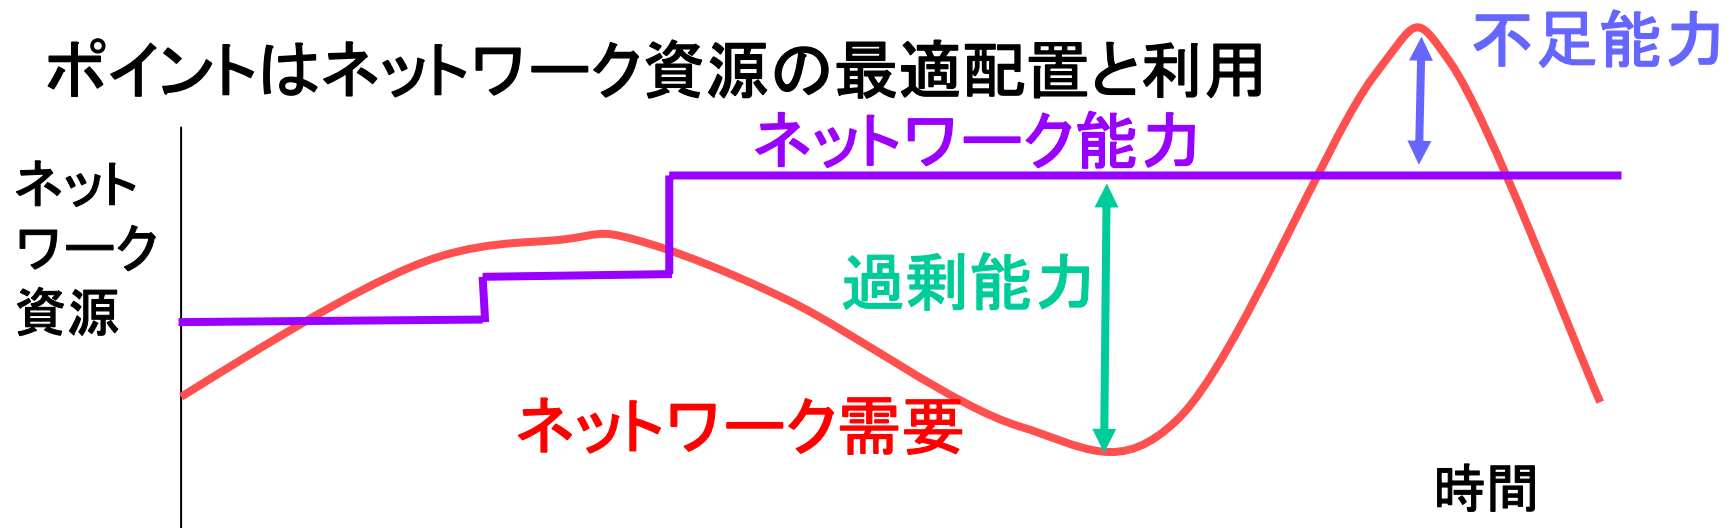 ポイントはネットワーク資源の最適配置と利用
不足能力
ネットワーク能力
ネット
ワーク
資源
過剰能力
ネットワーク需要
時間